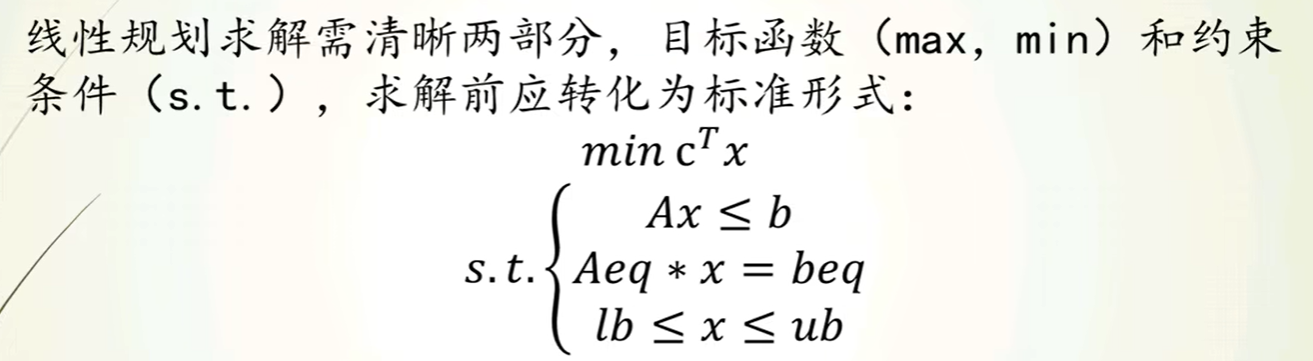 线性规划求解需清晰两部分，目标函数（max，min）和约束
条件（s.t.），求解前应转化为标准形式：
min cᵀx
Ax ≤ b
s.t. { Aeq * x = beq
lb ≤ x ≤ ub